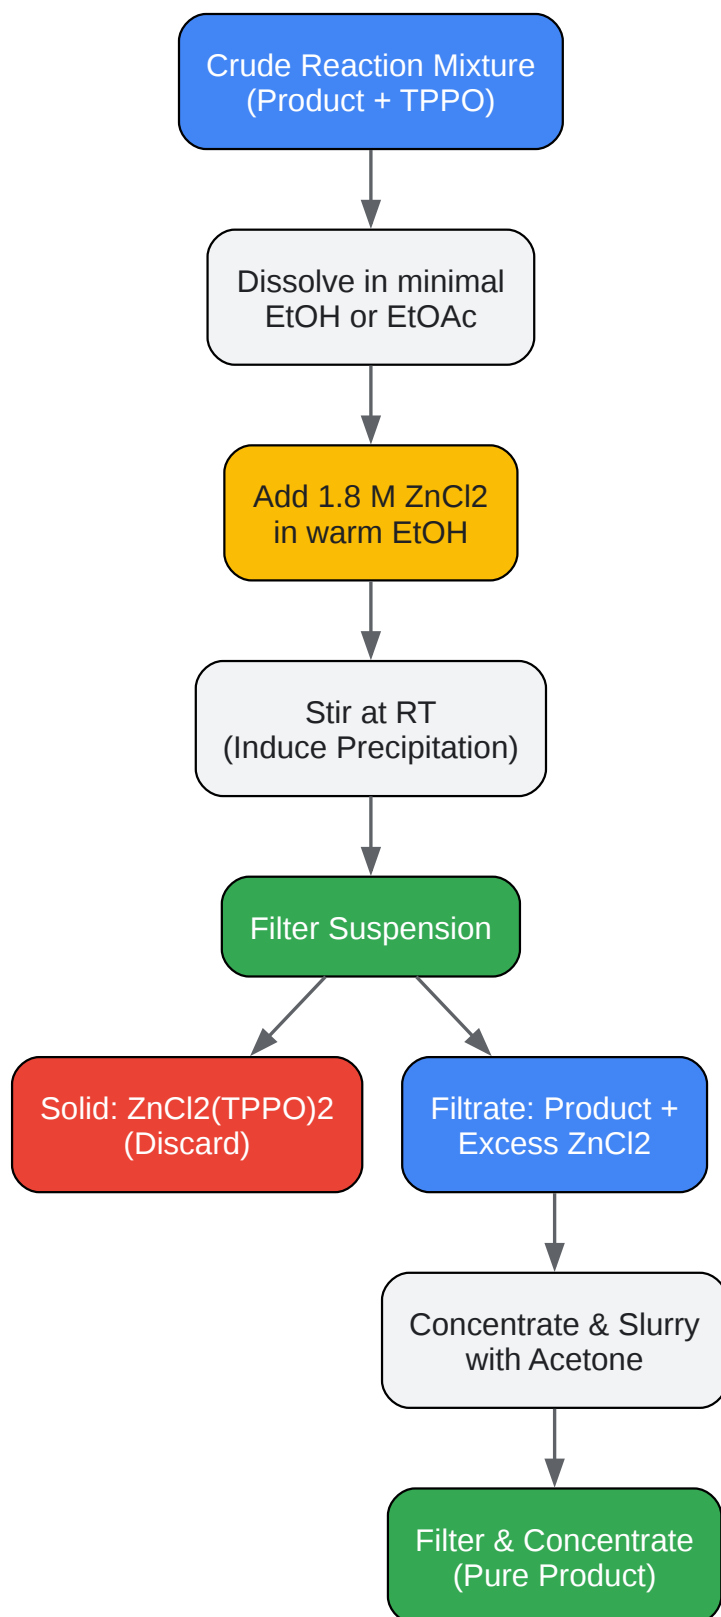 Crude Reaction Mixture
(Product + TPPO)
Dissolve in minimal
EtOH or EtOAc
Add 1.8 M ZnCl2
in warm EtOH
Stir at RT
(Induce Precipitation)
Filter Suspension
Solid: ZnCl2(TPPO)2
(Discard)
Filtrate: Product +
Excess ZnCl2
Concentrate & Slurry
with Acetone
Filter & Concentrate
(Pure Product)